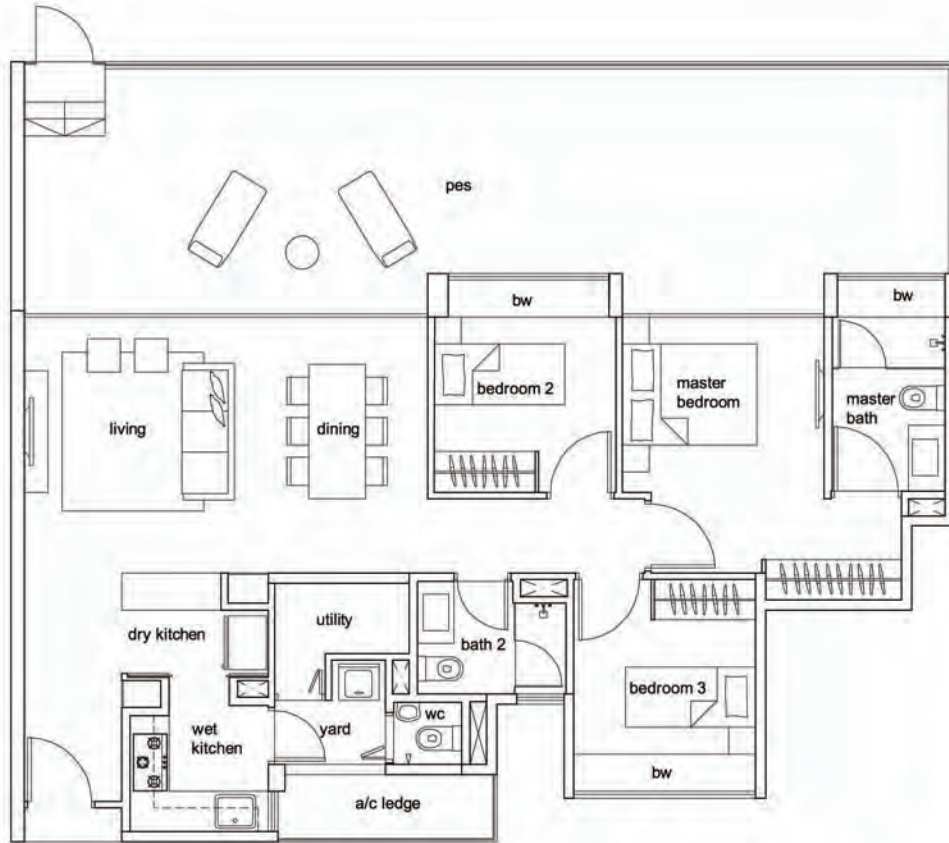 pes
bw
bw
bedroom 2
master
bedroom
master
bath
living
dining
dry kitchen
utility
bath 2
bedroom 3
wet
kitchen
yard
wc
bw
a/c ledge